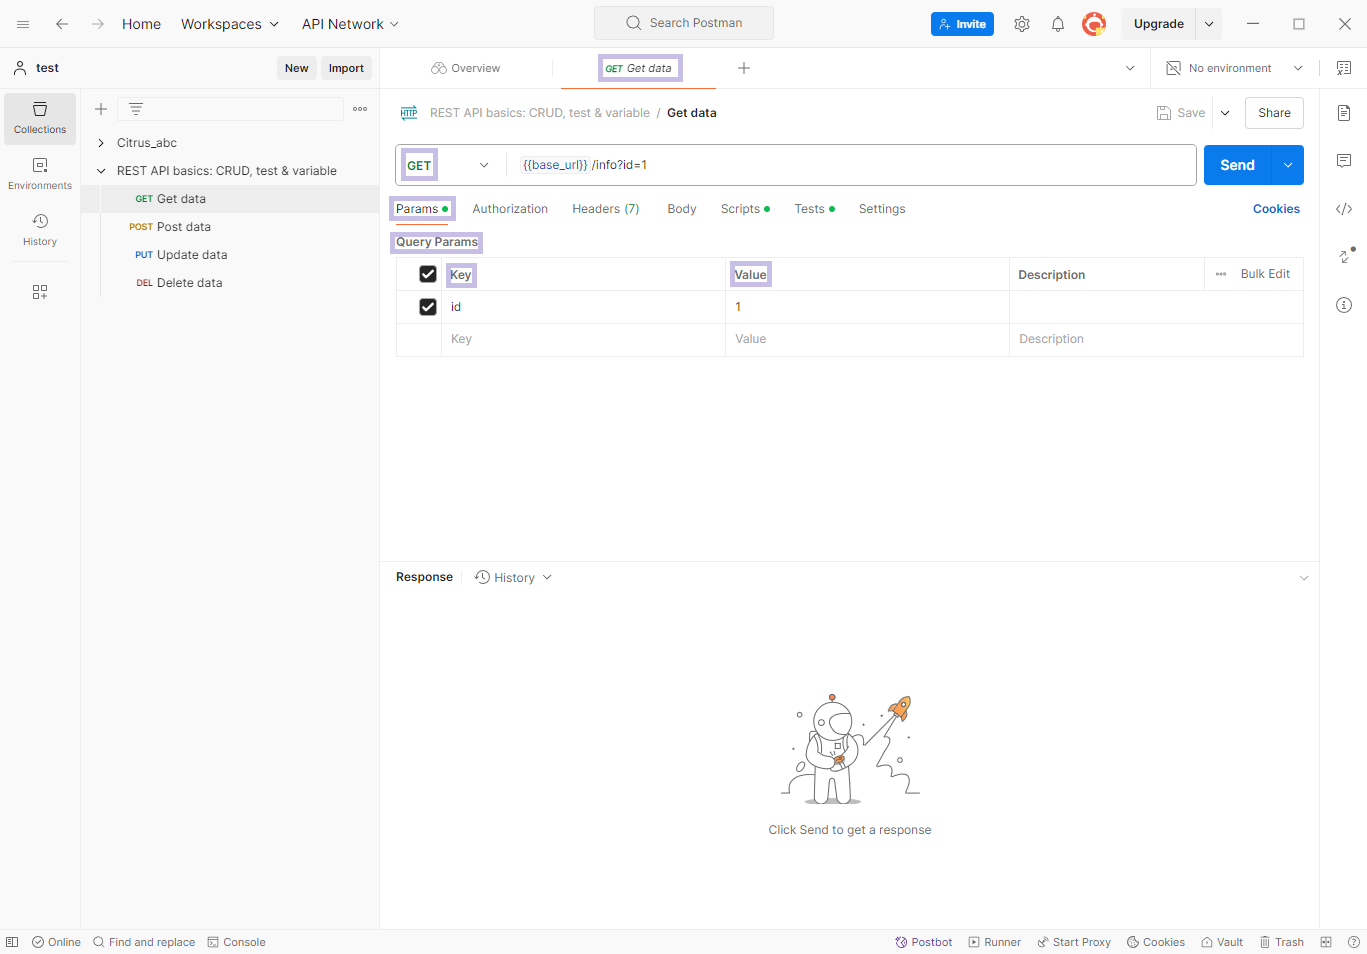 Home Workspaces API Network Search Postman Invite Upgrade
test New Import Overview GET Get data No environment
Collections
Environments
History
Citrus_abc
REST API basics: CRUD, test & variable
GET Get data
POST Post data
PUT Update data
DEL Delete data
HTTP REST API basics: CRUD, test & variable / Get data Save Share
GET {{base_url}} /info?id=1 Send
Params Authorization Headers (7) Body Scripts Tests Settings Cookies
Query Params
Key Value Description Bulk Edit
id 1
Key Value Description
Response History
Click Send to get a response
Online Find and replace Console Postbot Runner Start Proxy Cookies Vault Trash